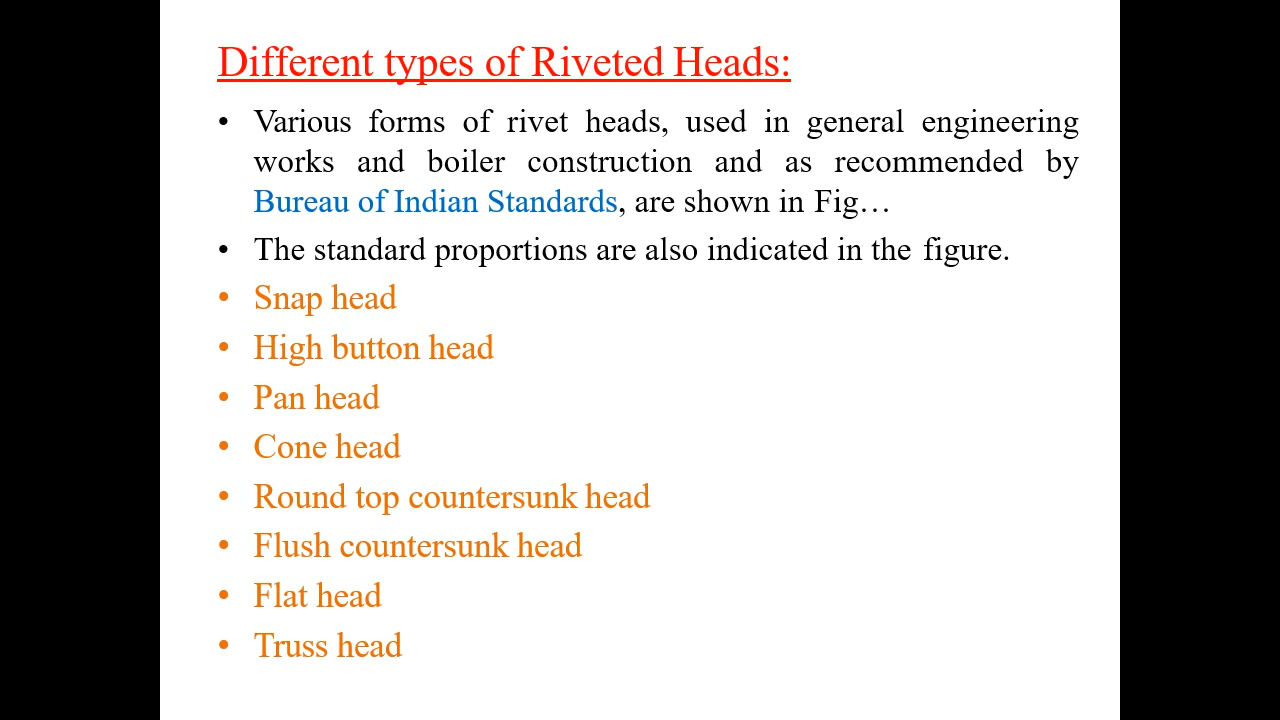 Different types of Riveted Heads:
• Various forms of rivet heads, used in general engineering
works and boiler construction and as recommended by
Bureau of Indian Standards, are shown in Fig…
• The standard proportions are also indicated in the figure.
• Snap head
• High button head
• Pan head
• Cone head
• Round top countersunk head
• Flush countersunk head
• Flat head
• Truss head